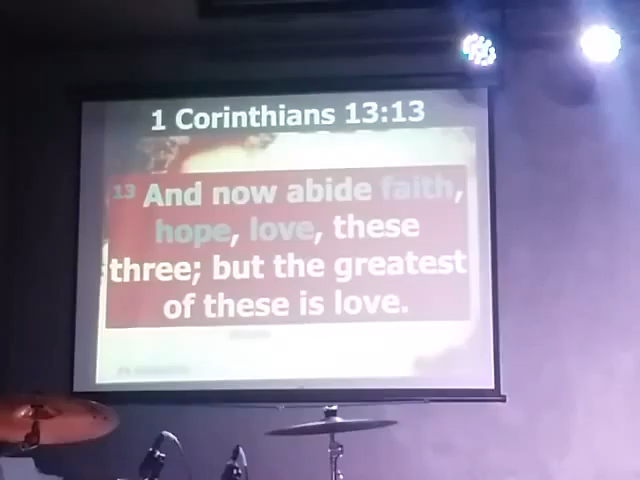 1 Corinthians 13:13
13 And now abide faith,
hope, love, these
three; but the greatest
of these is love.